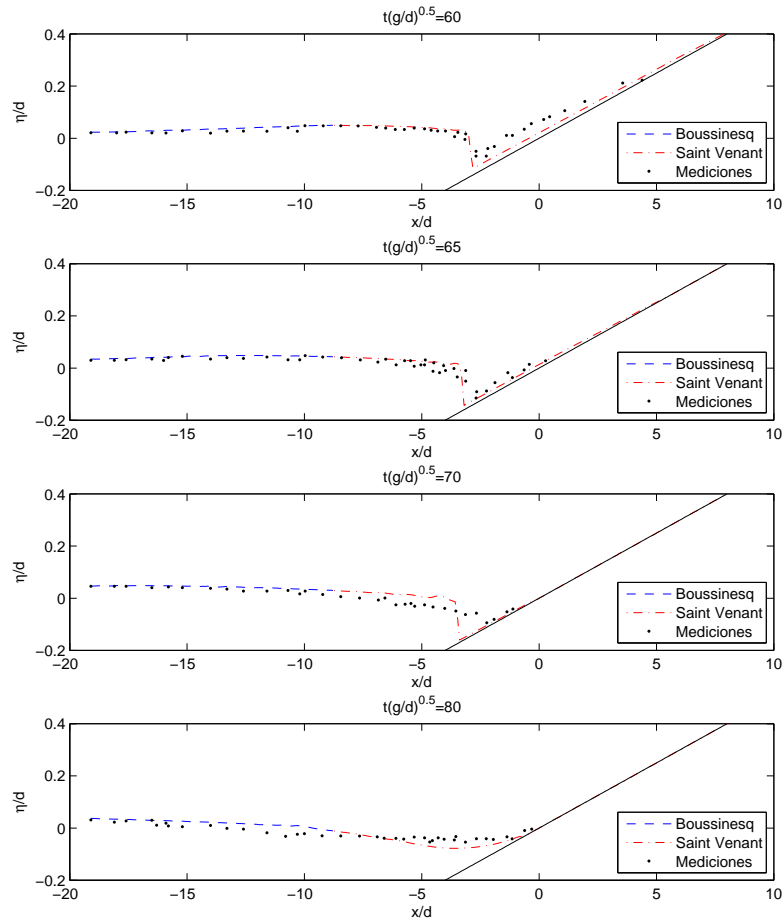 t(g/d)^0.5=60
0.4
0.2
0
−0.2
η/d
Boussinesq
Saint Venant
Mediciones
−20 −15 −10 −5 0 5 10
x/d
t(g/d)^0.5=65
0.4
0.2
0
−0.2
η/d
Boussinesq
Saint Venant
Mediciones
−20 −15 −10 −5 0 5 10
x/d
t(g/d)^0.5=70
0.4
0.2
0
−0.2
η/d
Boussinesq
Saint Venant
Mediciones
−20 −15 −10 −5 0 5 10
x/d
t(g/d)^0.5=80
0.4
0.2
0
−0.2
η/d
Boussinesq
Saint Venant
Mediciones
−20 −15 −10 −5 0 5 10
x/d